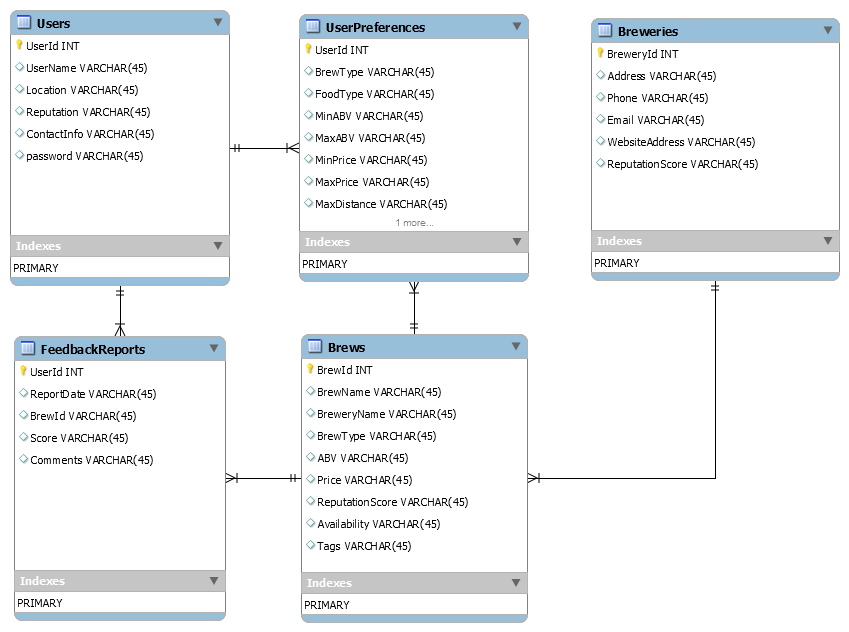 Users
UserId INT
UserName VARCHAR(45)
Location VARCHAR(45)
Reputation VARCHAR(45)
ContactInfo VARCHAR(45)
password VARCHAR(45)
Indexes
PRIMARY
UserPreferences
UserId INT
BrewType VARCHAR(45)
FoodType VARCHAR(45)
MinABV VARCHAR(45)
MaxABV VARCHAR(45)
MinPrice VARCHAR(45)
MaxPrice VARCHAR(45)
MaxDistance VARCHAR(45)
1 more...
Indexes
PRIMARY
Breweries
BreweryId INT
Address VARCHAR(45)
Phone VARCHAR(45)
Email VARCHAR(45)
WebsiteAddress VARCHAR(45)
ReputationScore VARCHAR(45)
Indexes
PRIMARY
FeedbackReports
UserId INT
ReportDate VARCHAR(45)
BrewId VARCHAR(45)
Score VARCHAR(45)
Comments VARCHAR(45)
Indexes
PRIMARY
Brews
BrewId INT
BrewName VARCHAR(45)
BreweryName VARCHAR(45)
BrewType VARCHAR(45)
ABV VARCHAR(45)
Price VARCHAR(45)
ReputationScore VARCHAR(45)
Availability VARCHAR(45)
Tags VARCHAR(45)
Indexes
PRIMARY